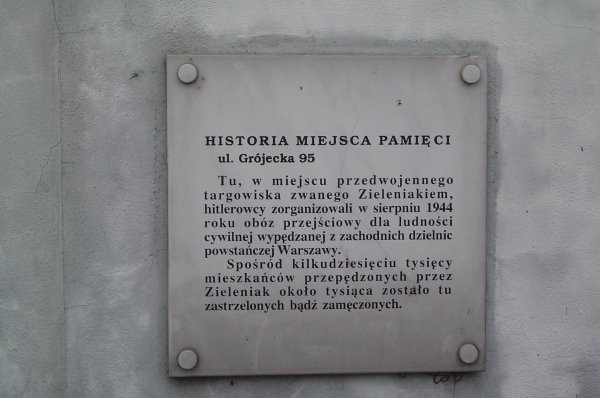 HISTORIA MIEJSCA PAMIĘCI
ul. Grójecka 95
Tu, w miejscu przedwojennego
targowiska zwanego Zieleniakiem,
hitlerowcy zorganizowali w sierpniu 1944
roku obóz przejściowy dla ludności
cywilnej wypędzanej z zachodnich dzielnic
powstańczej Warszawy.
Spośród kilkudziesięciu tysięcy
mieszkańców przepędzonych przez
Zieleniak około tysiąca zostało tu
zastrzelonych bądź zamęczonych.